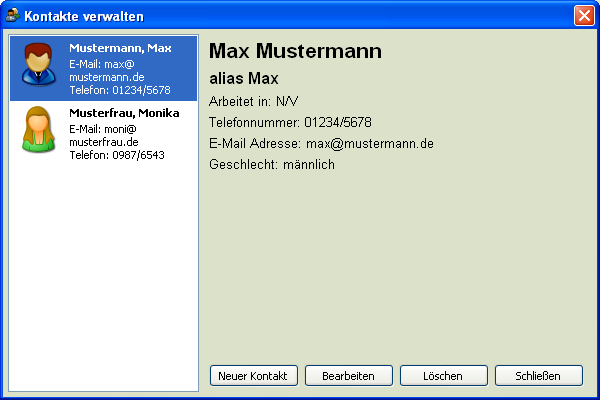 Kontakte verwalten
Mustermann, Max
E-Mail: max@
mustermann.de
Telefon: 01234/5678
Musterfrau, Monika
E-Mail: moni@
musterfrau.de
Telefon: 0987/6543
Max Mustermann
alias Max
Arbeitet in: N/V
Telefonnummer: 01234/5678
E-Mail Adresse: max@mustermann.de
Geschlecht: männlich
Neuer Kontakt
Bearbeiten
Löschen
Schließen